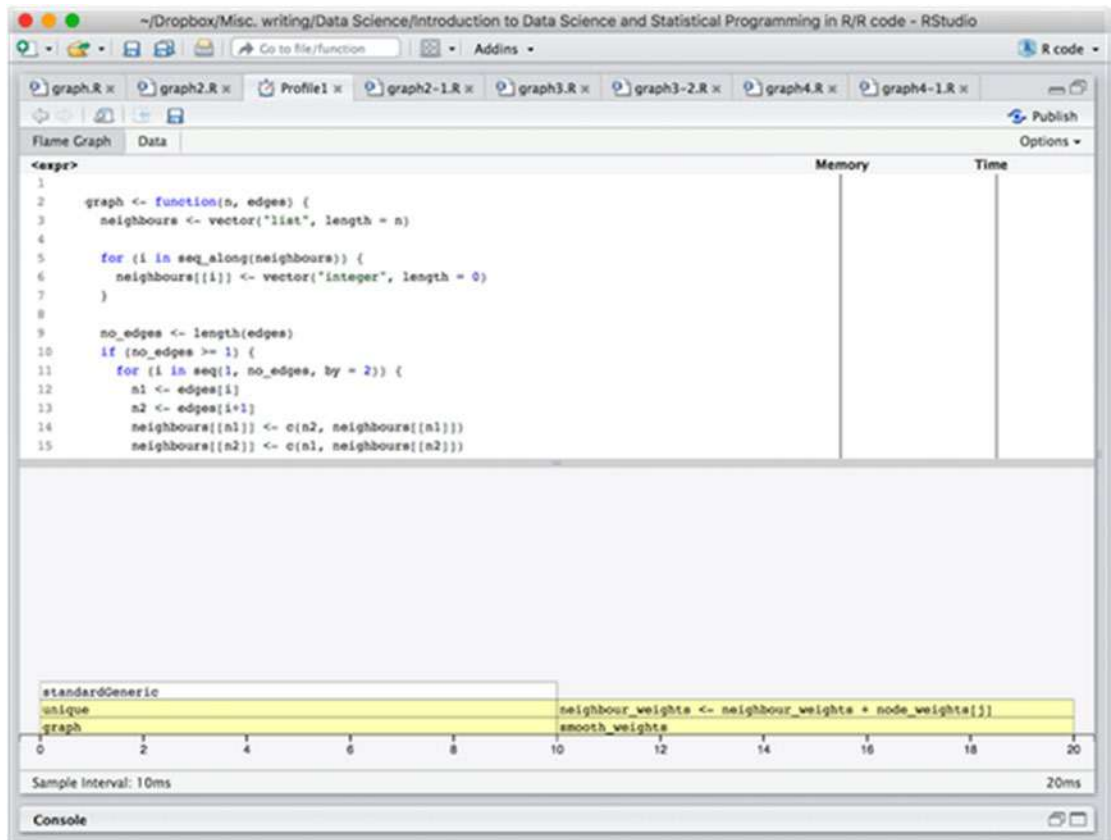 ~/Dropbox/Misc. writing/Data Science/Introduction to Data Science and Statistical Programming in R/R code - RStudio
Go to file/function Addins R code
graph.R graph2.R Profile1 graph2-1.R graph3.R graph3-2.R graph4.R graph4-1.R
Publish
Flame Graph Data Options
<expr> Memory Time
1
2 graph <- function(n, edges) {
3 neighbours <- vector("list", length = n)
4
5 for (i in seq_along(neighbours)) {
6 neighbours[[i]] <- vector("integer", length = 0)
7 }
8
9 no_edges <- length(edges)
10 if (no_edges >= 1) {
11 for (i in seq(1, no_edges, by = 2)) {
12 n1 <- edges[i]
13 n2 <- edges[i+1]
14 neighbours[[n1]] <- c(n2, neighbours[[n1]])
15 neighbours[[n2]] <- c(n1, neighbours[[n2]])
standardGeneric
unique neighbour_weights <- neighbour_weights + node_weights[j]
graph smooth_weights
0 2 4 6 8 10 12 14 16 18 20
Sample Interval: 10ms 20ms
Console